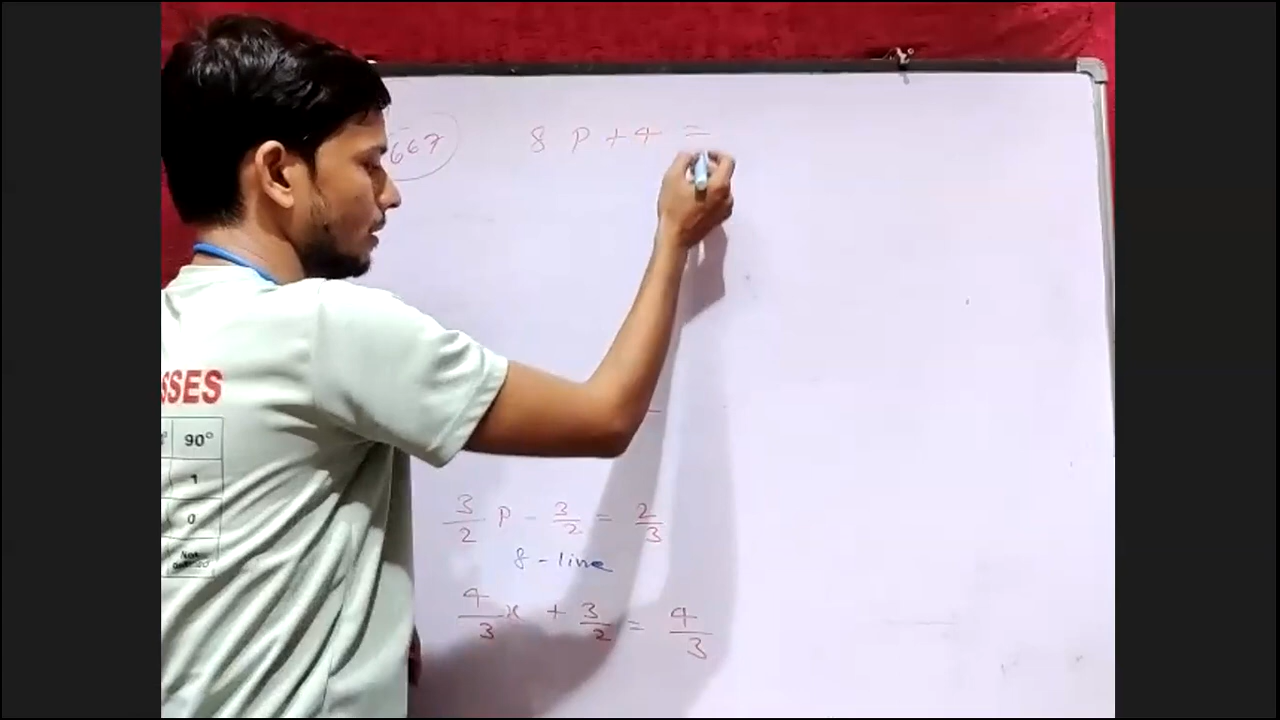 667
8 P + 4 =
3/2 P - 3/2 = 2/3
8 - line
4/3 x + 3/2 = 4/3
SSES
90°
1
0
Not